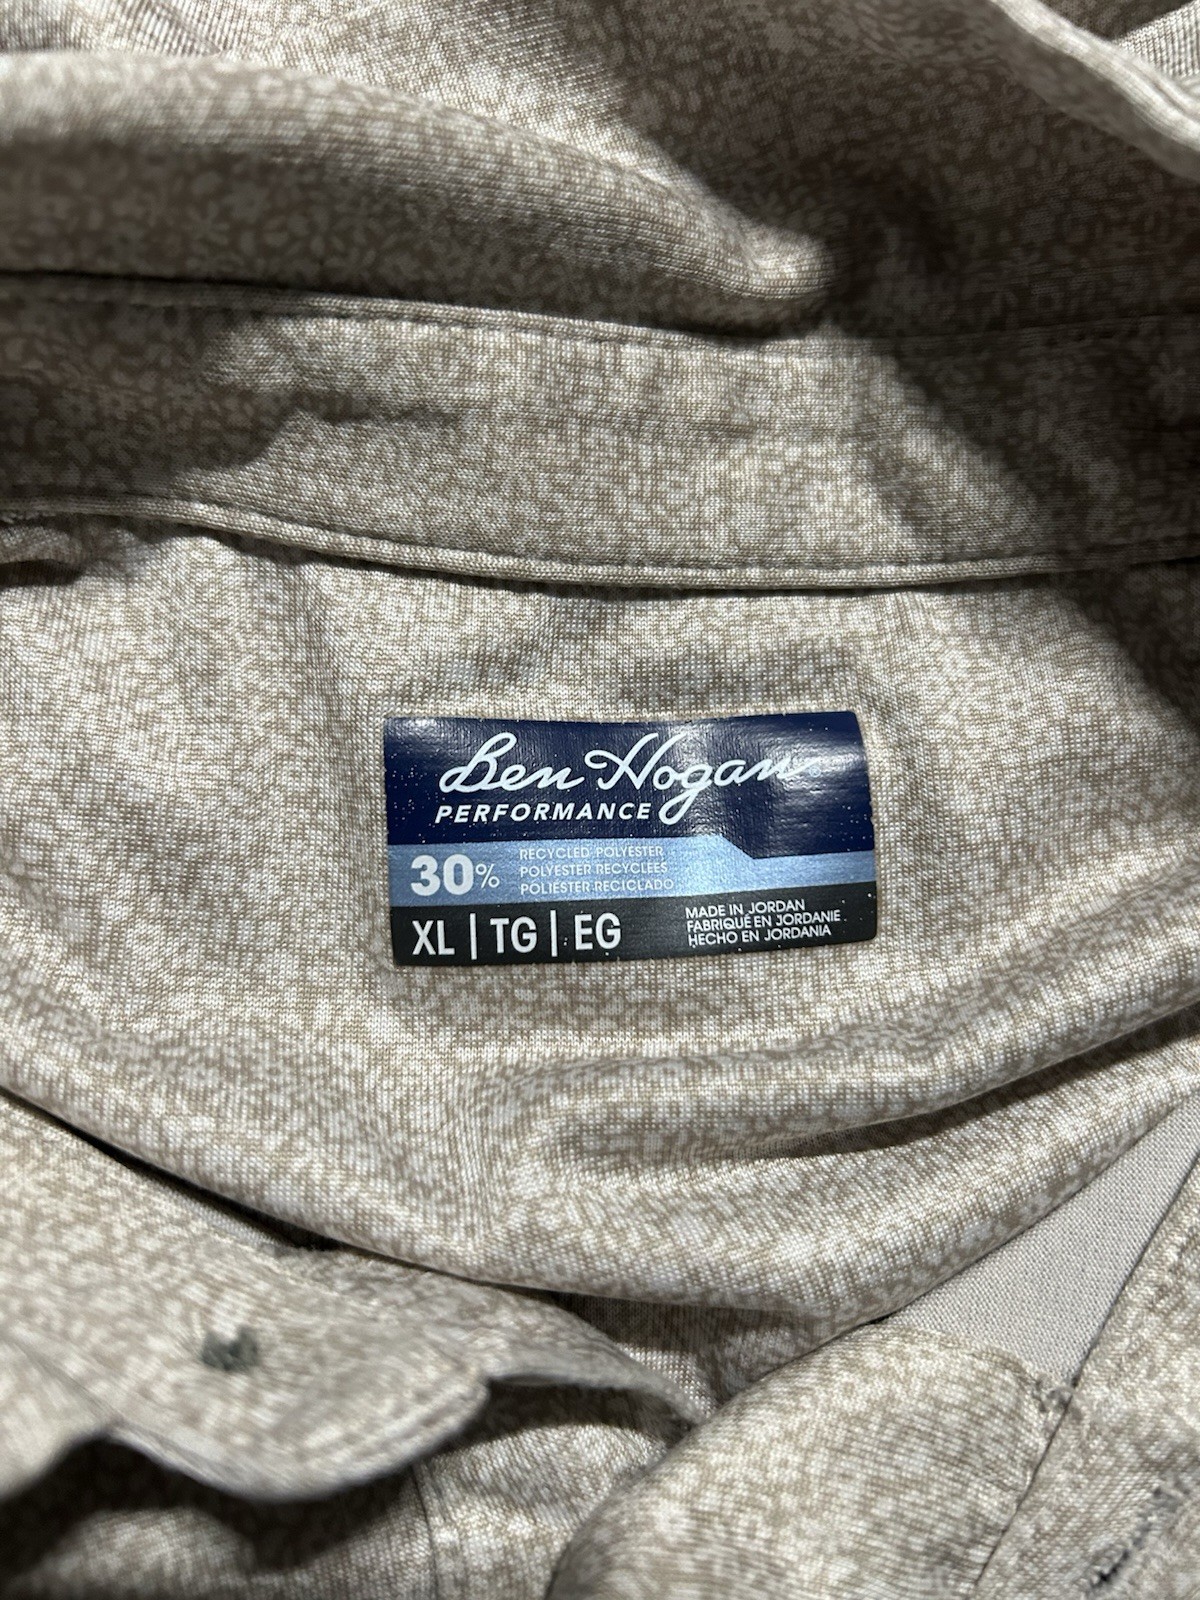 Ben Hogan
PERFORMANCE
30%
RECYCLED POLYESTER
POLYESTER RECYCLÉES
POLIÉSTER RECICLADO
XL | TG | EG
MADE IN JORDAN
FABRIQUÉ EN JORDANIE
HECHO EN JORDANIA